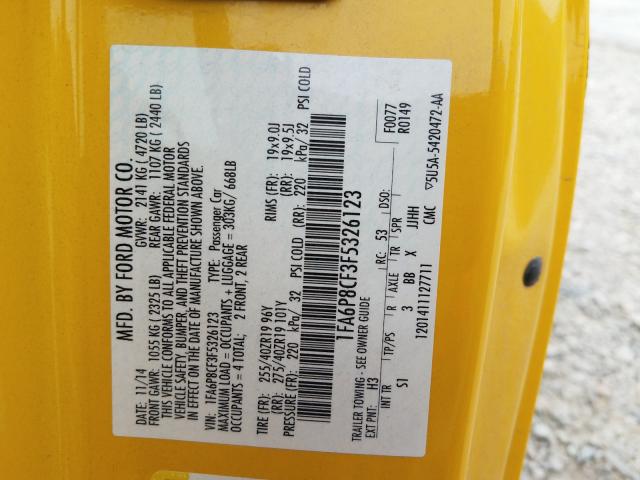 MFD. BY FORD MOTOR CO.
11/14 GVWR: 2141 KG ( 4720 LB)
FRONT GAWR: 1055 KG ( 2325 LB) REAR GAWR: 1107 KG ( 2440 LB)
THIS VEHICLE CONFORMS TO ALL APPLICABLE FEDERAL MOTOR
VEHICLE SAFETY, BUMPER, AND THEFT PREVENTION STANDARDS
IN EFFECT ON THE DATE OF MANUFACTURE SHOWN ABOVE.
VIN: 1FA6P8CF3F5326123 TYPE: Passenger Car
MAXIMUM LOAD = OCCUPANTS + LUGGAGE = 303KG/ 668LB
OCCUPANTS = 4 TOTAL; 2 FRONT, 2 REAR
TIRE (FR): 255/40ZR19 96Y RIMS (FR): 19x9.0J
(RR): 275/40ZR19 101Y (RR): 19x9.5J
PRESSURE (FR): 220 kPa/ 32 PSI COLD (RR): 220 kPa/ 32 PSI COLD
1FA6P8CF3F5326123
TRAILER TOWING - SEE OWNER GUIDE F0077
EXT PNT: H3 RC: 53 DSO: R0149
INT TR TP/PS R AXLE TR SPR
S1 3 BB X JJHH
1201411127711 CMC ▽5U5A-5420472-AA